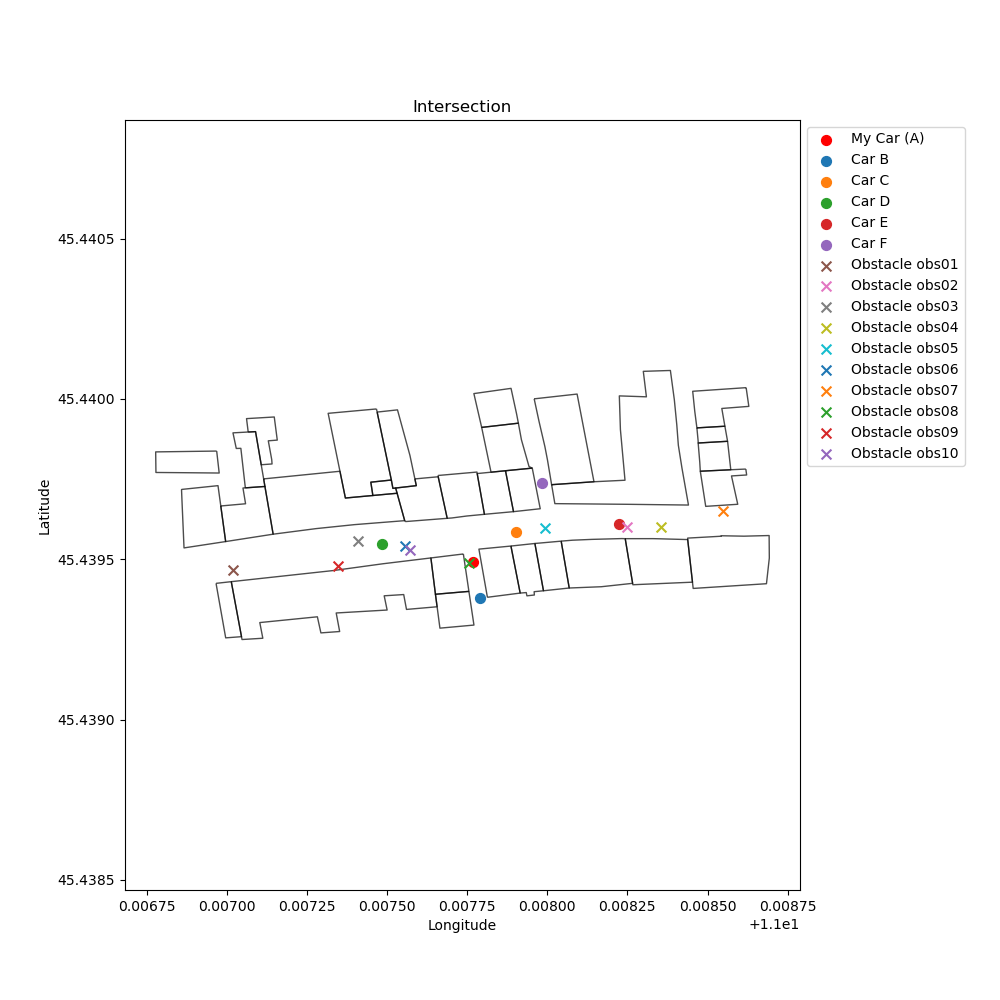 Intersection
My Car (A)
Car B
Car C
Car D
Car E
Car F
Obstacle obs01
Obstacle obs02
Obstacle obs03
Obstacle obs04
Obstacle obs05
Obstacle obs06
Obstacle obs07
Obstacle obs08
Obstacle obs09
Obstacle obs10
Latitude
45.4405
45.4400
45.4395
45.4390
45.4385
0.00675 0.00700 0.00725 0.00750 0.00775 0.00800 0.00825 0.00850 0.00875
Longitude
+1.1e1